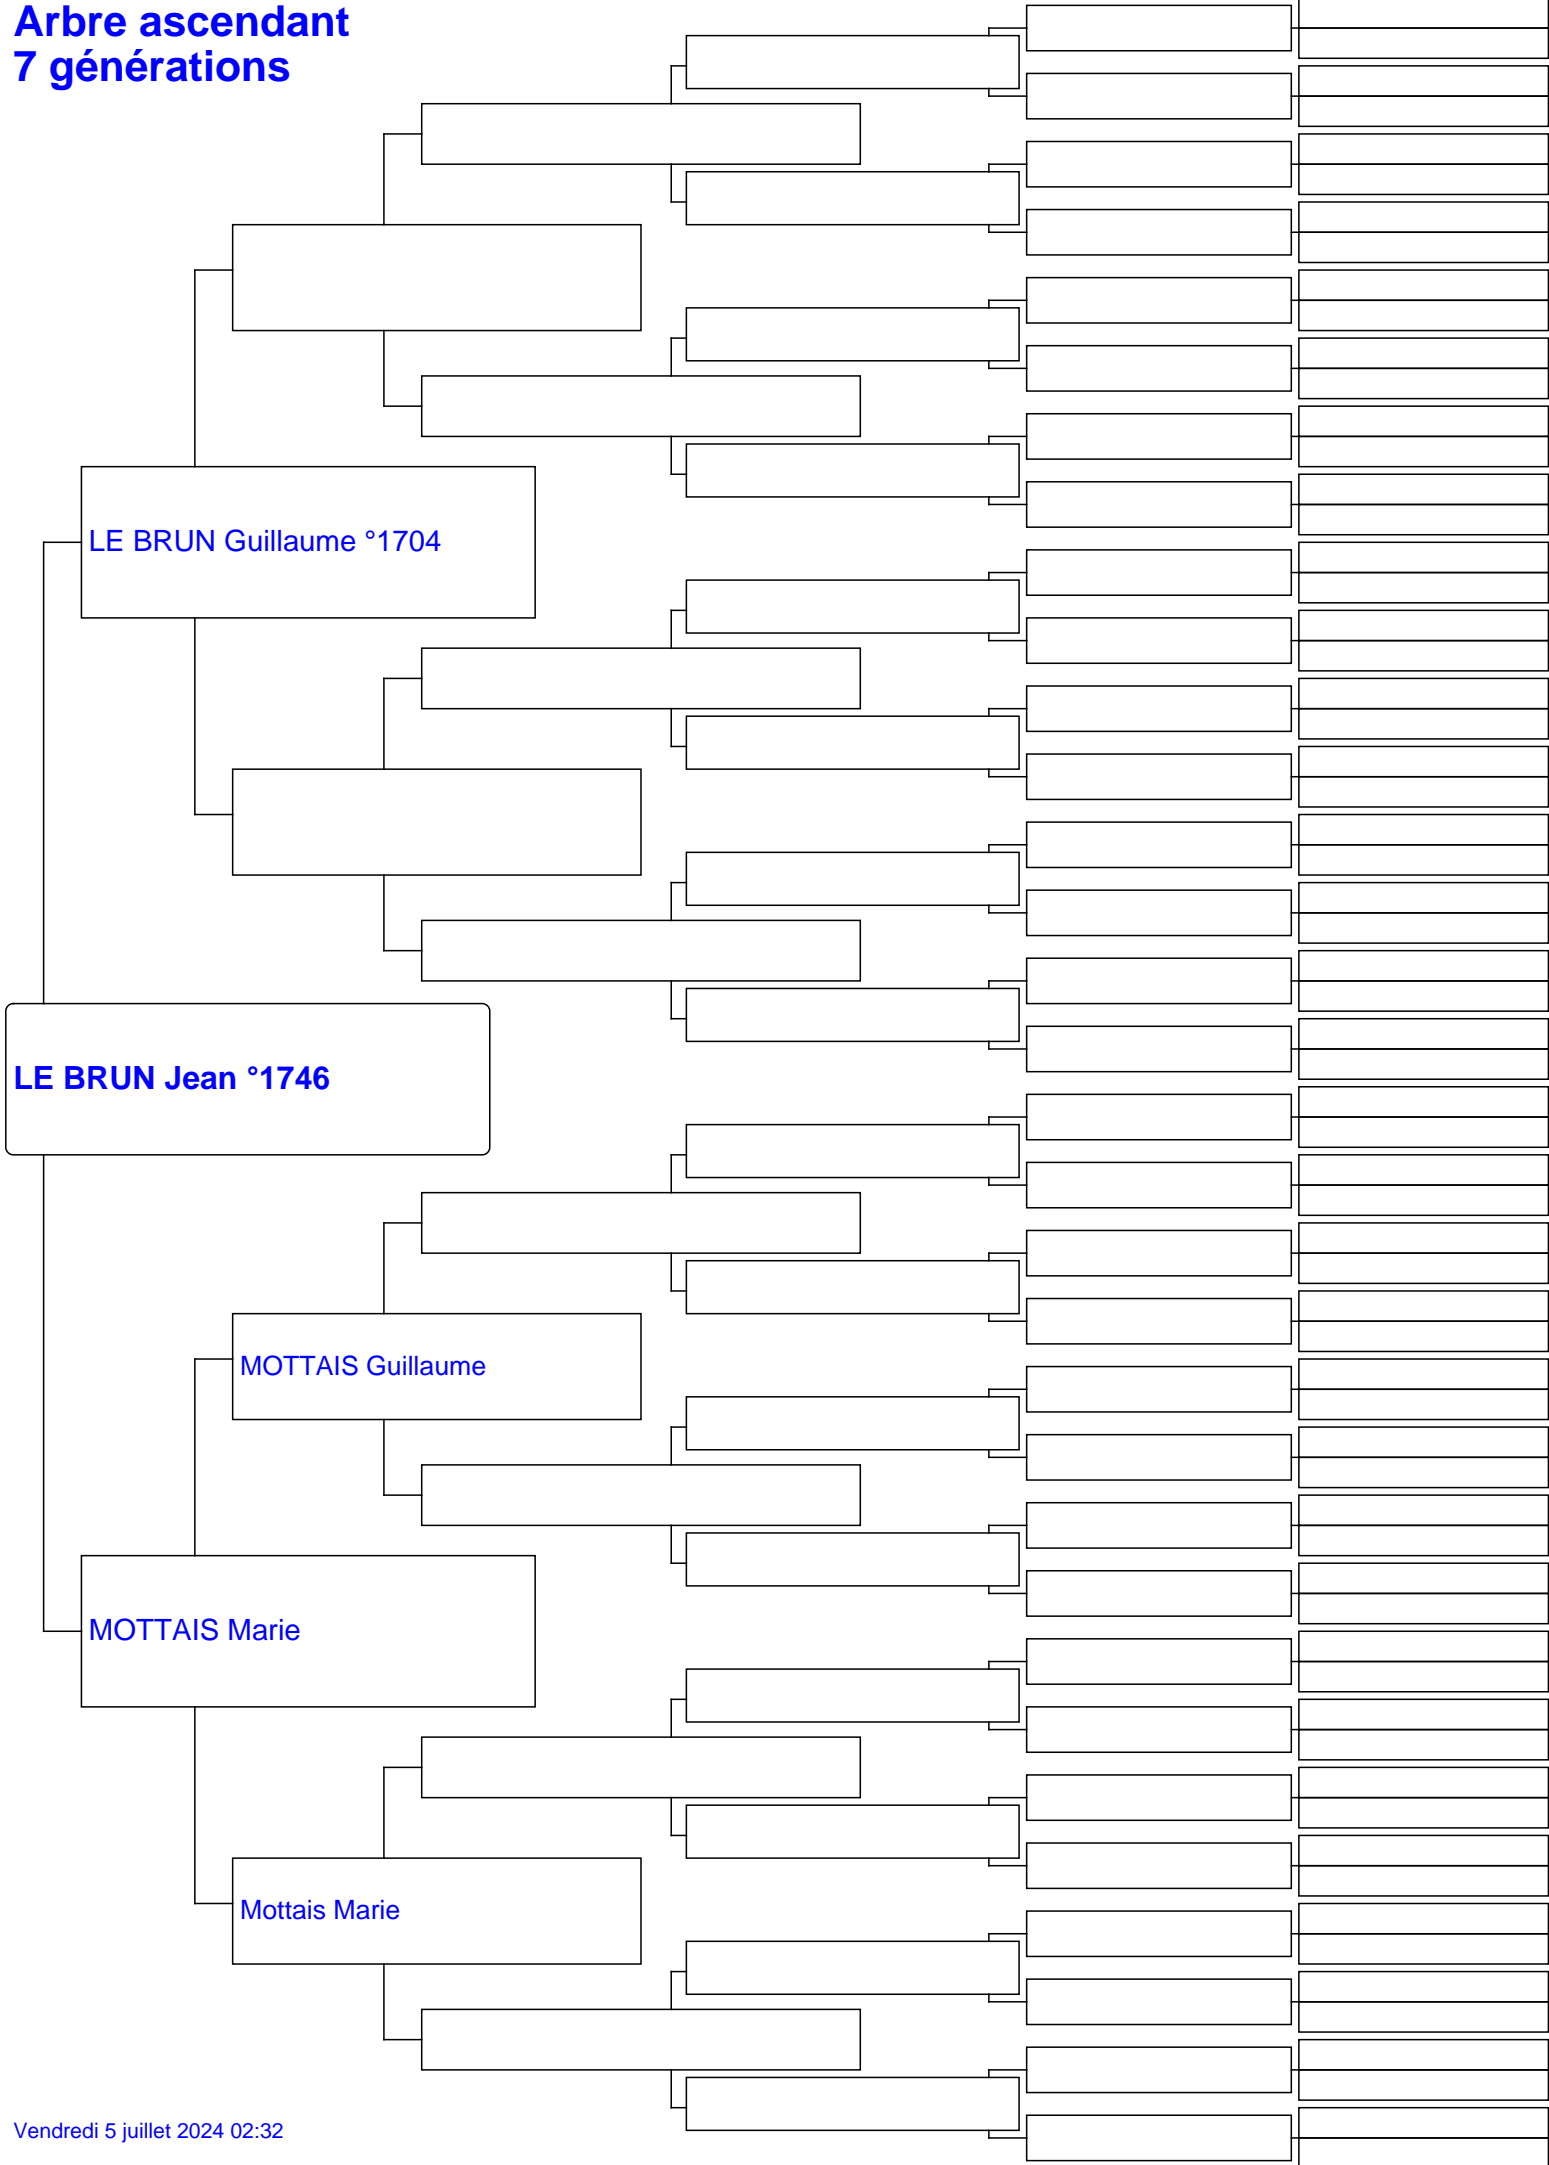 Arbre ascendant
7 générations
LE BRUN Guillaume °1704
LE BRUN Jean °1746
MOTTAIS Guillaume
MOTTAIS Marie
Mottais Marie
Vendredi 5 juillet 2024 02:32